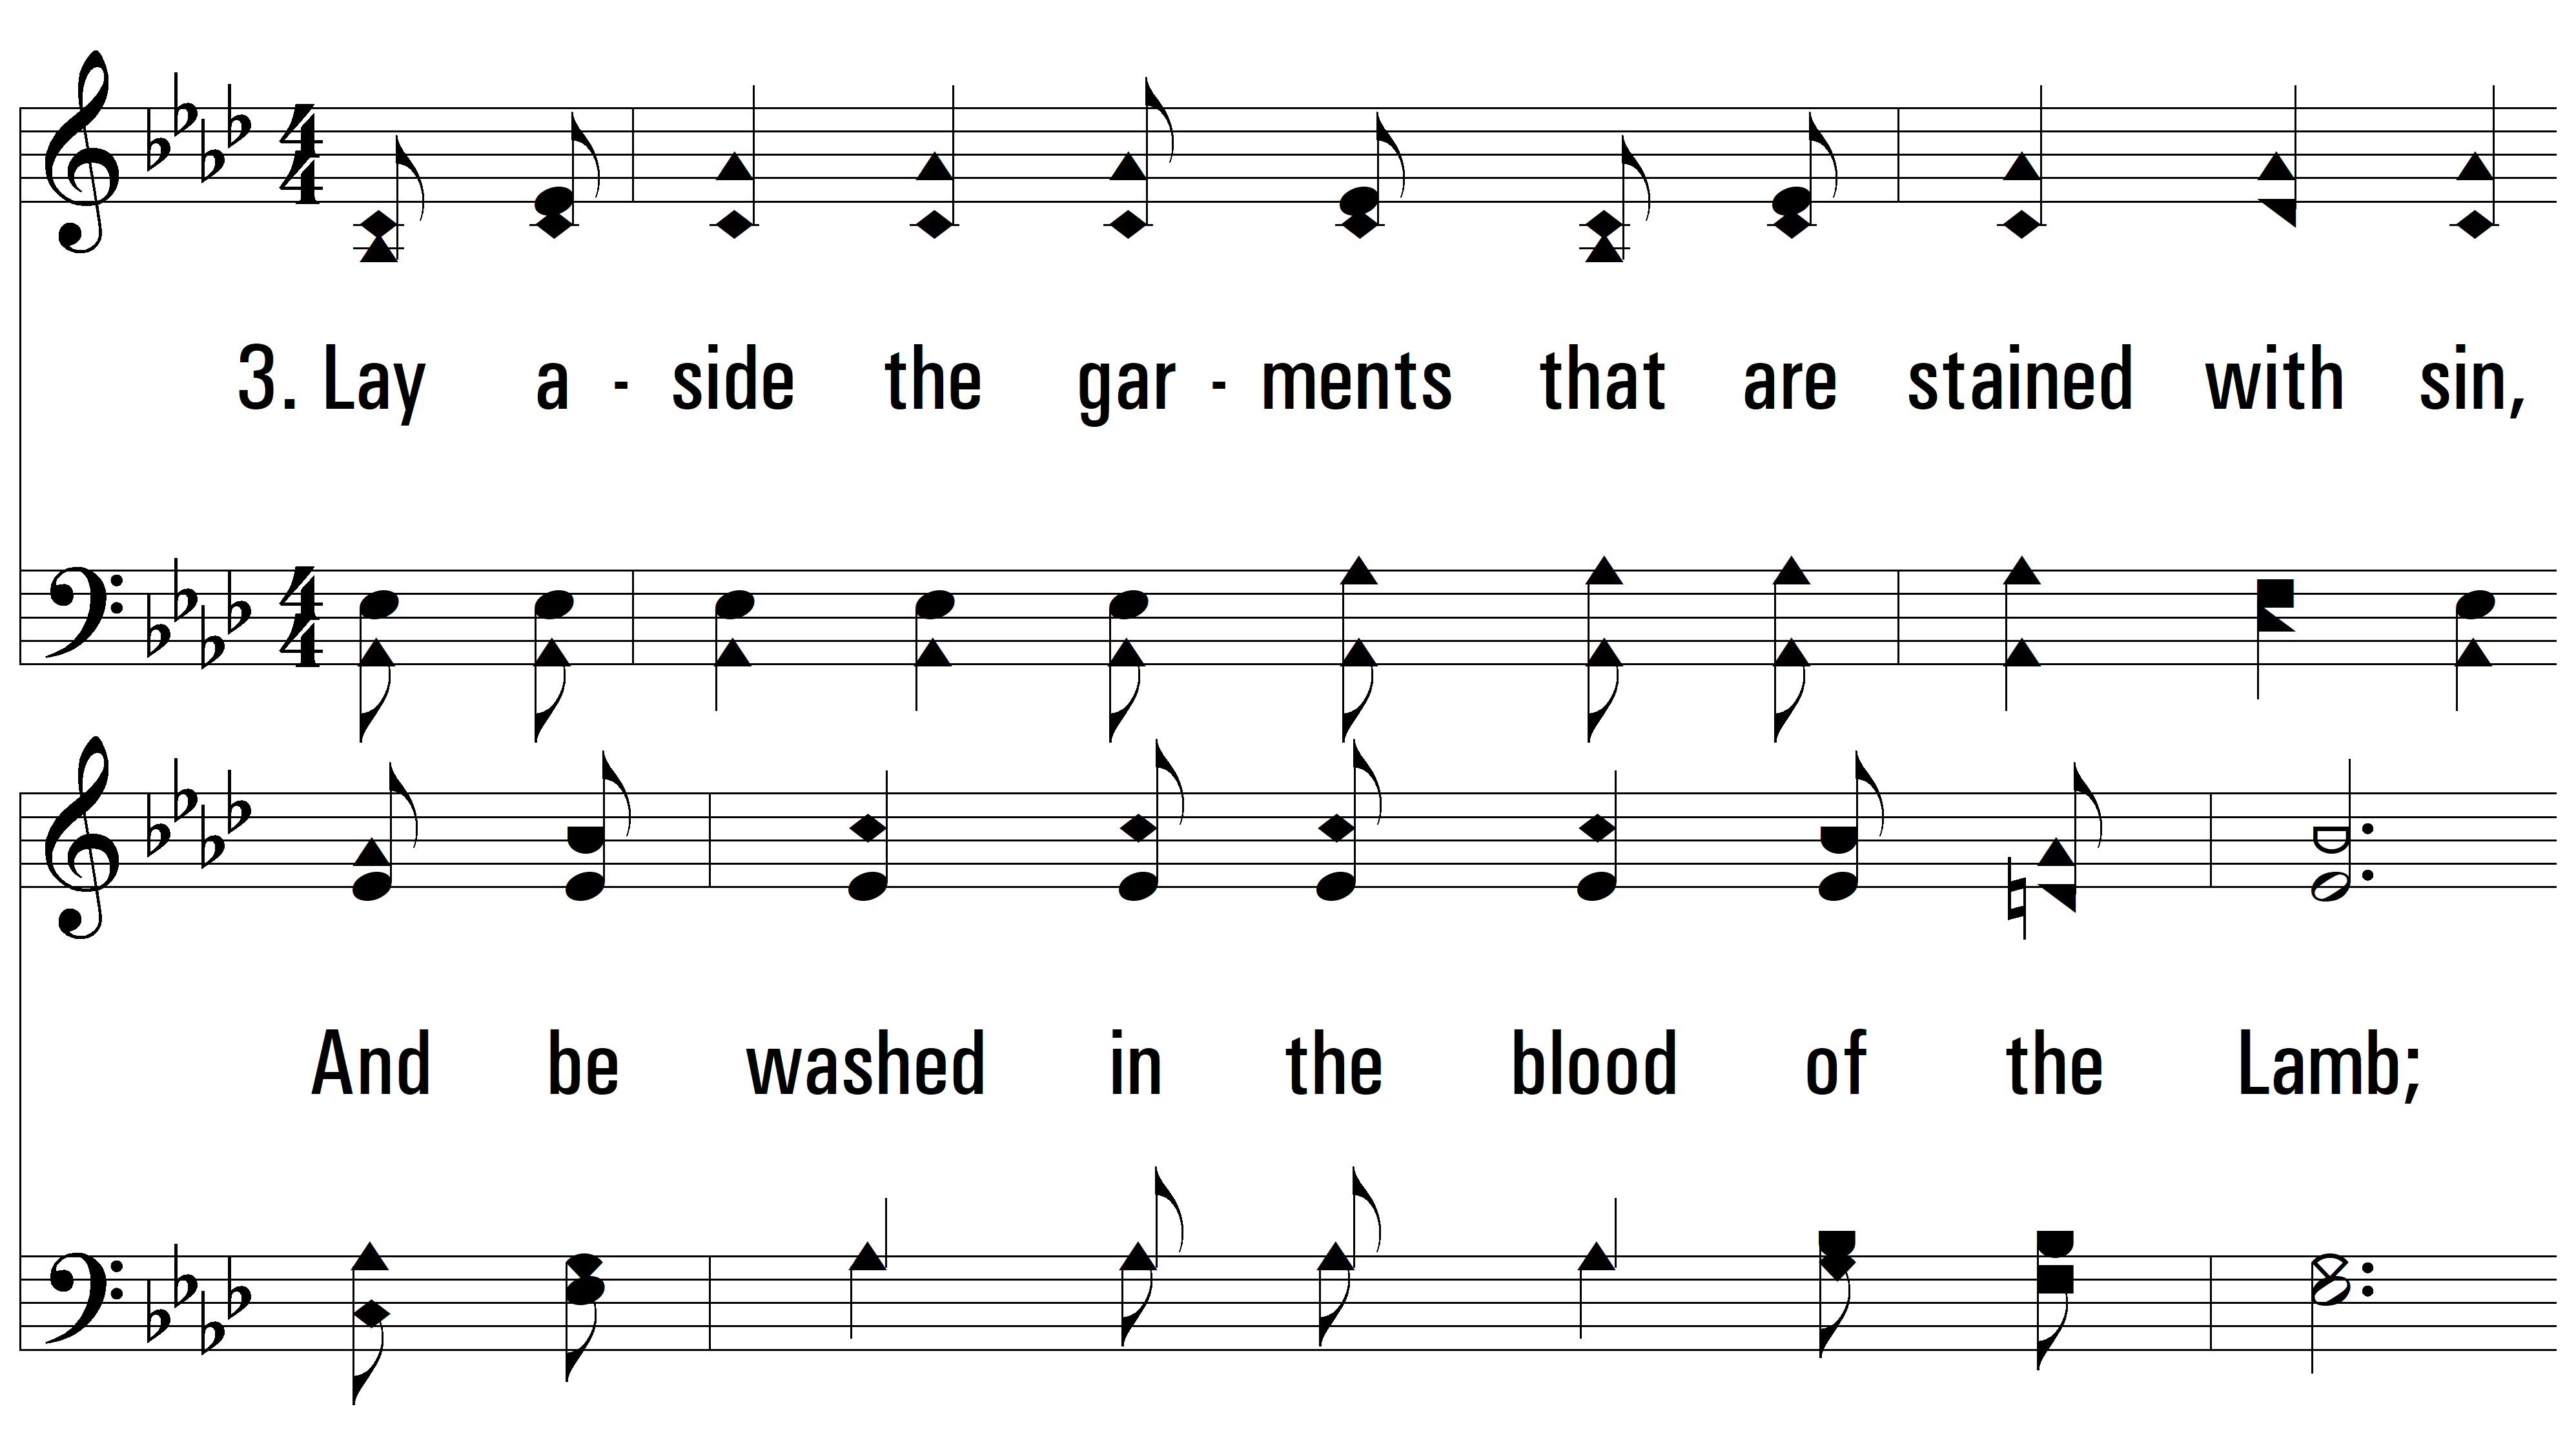 3. Lay a - side the gar - ments that are stained with sin,
And be washed in the blood of the Lamb;